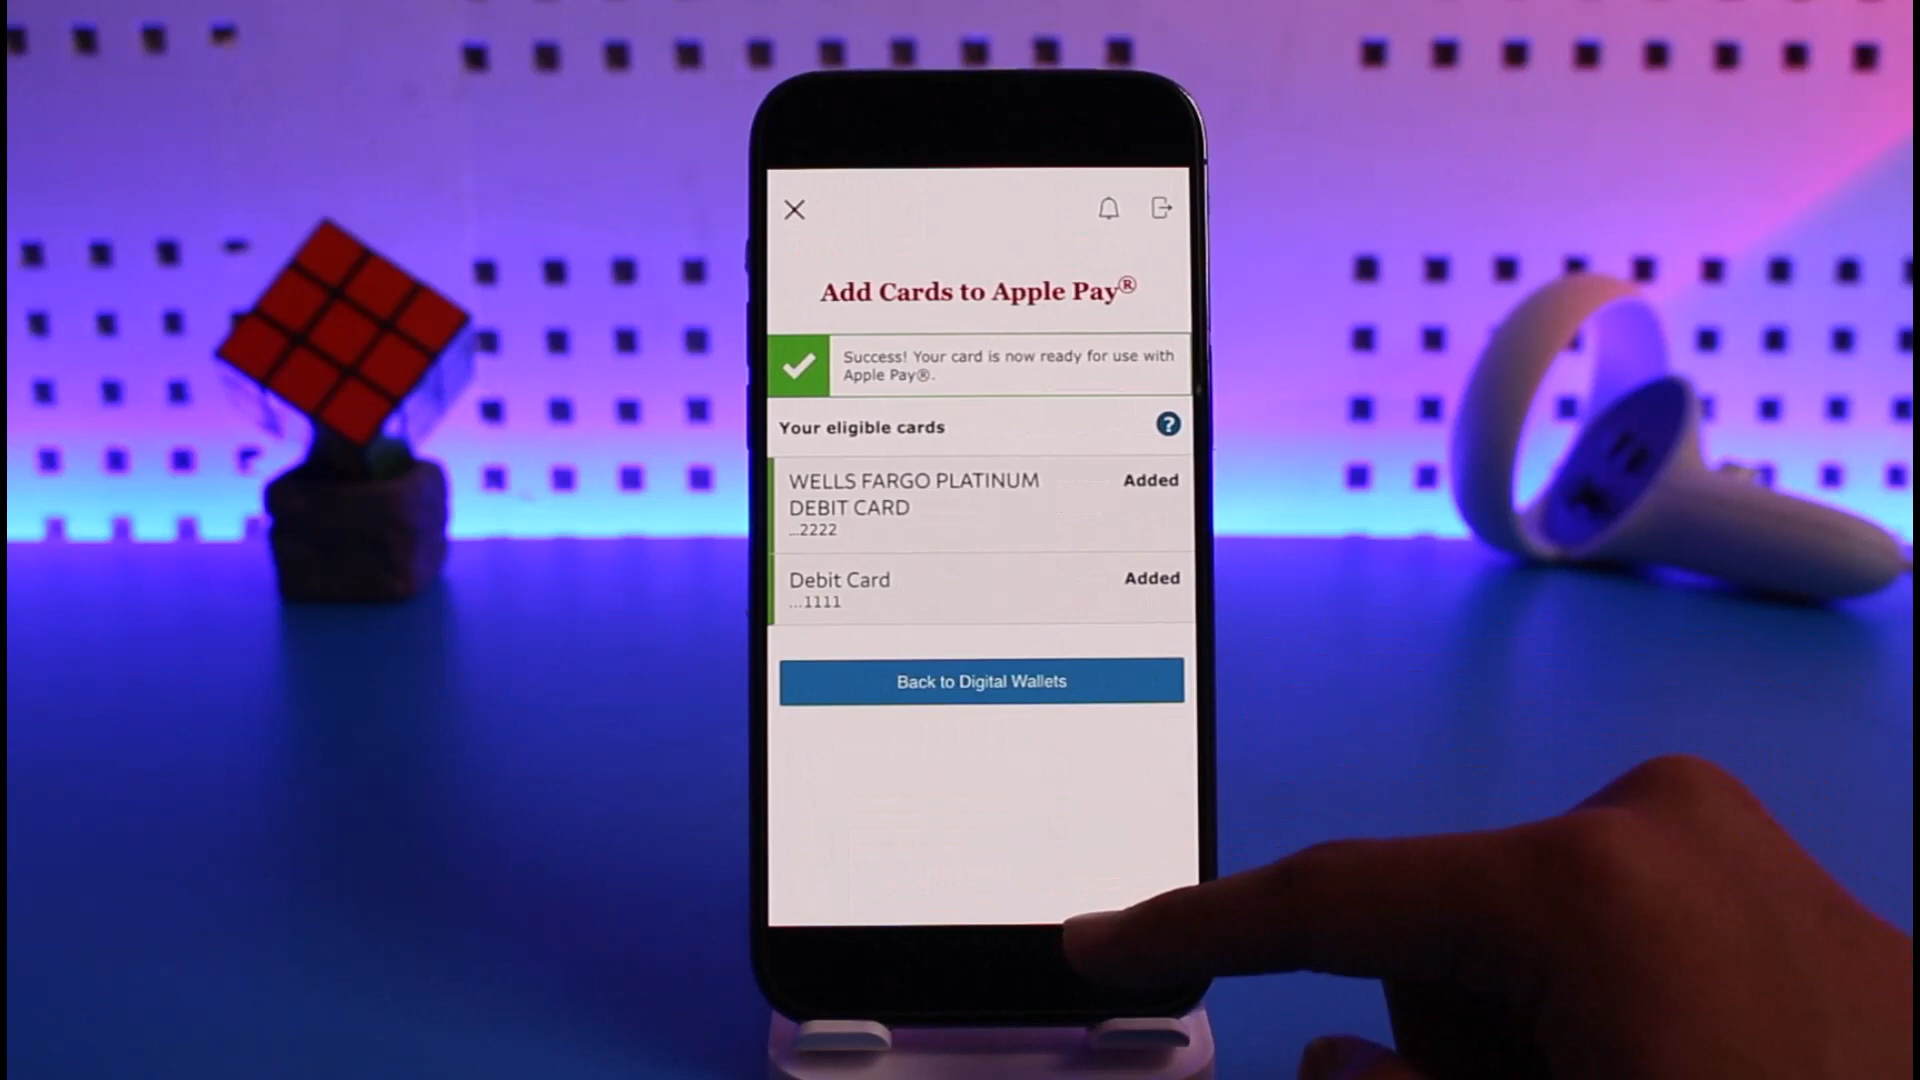 Add Cards to Apple Pay®
Success! Your card is now ready for use with
Apple Pay®.
Your eligible cards
?
WELLS FARGO PLATINUM
DEBIT CARD
...2222
Added
Debit Card
...1111
Added
Back to Digital Wallets